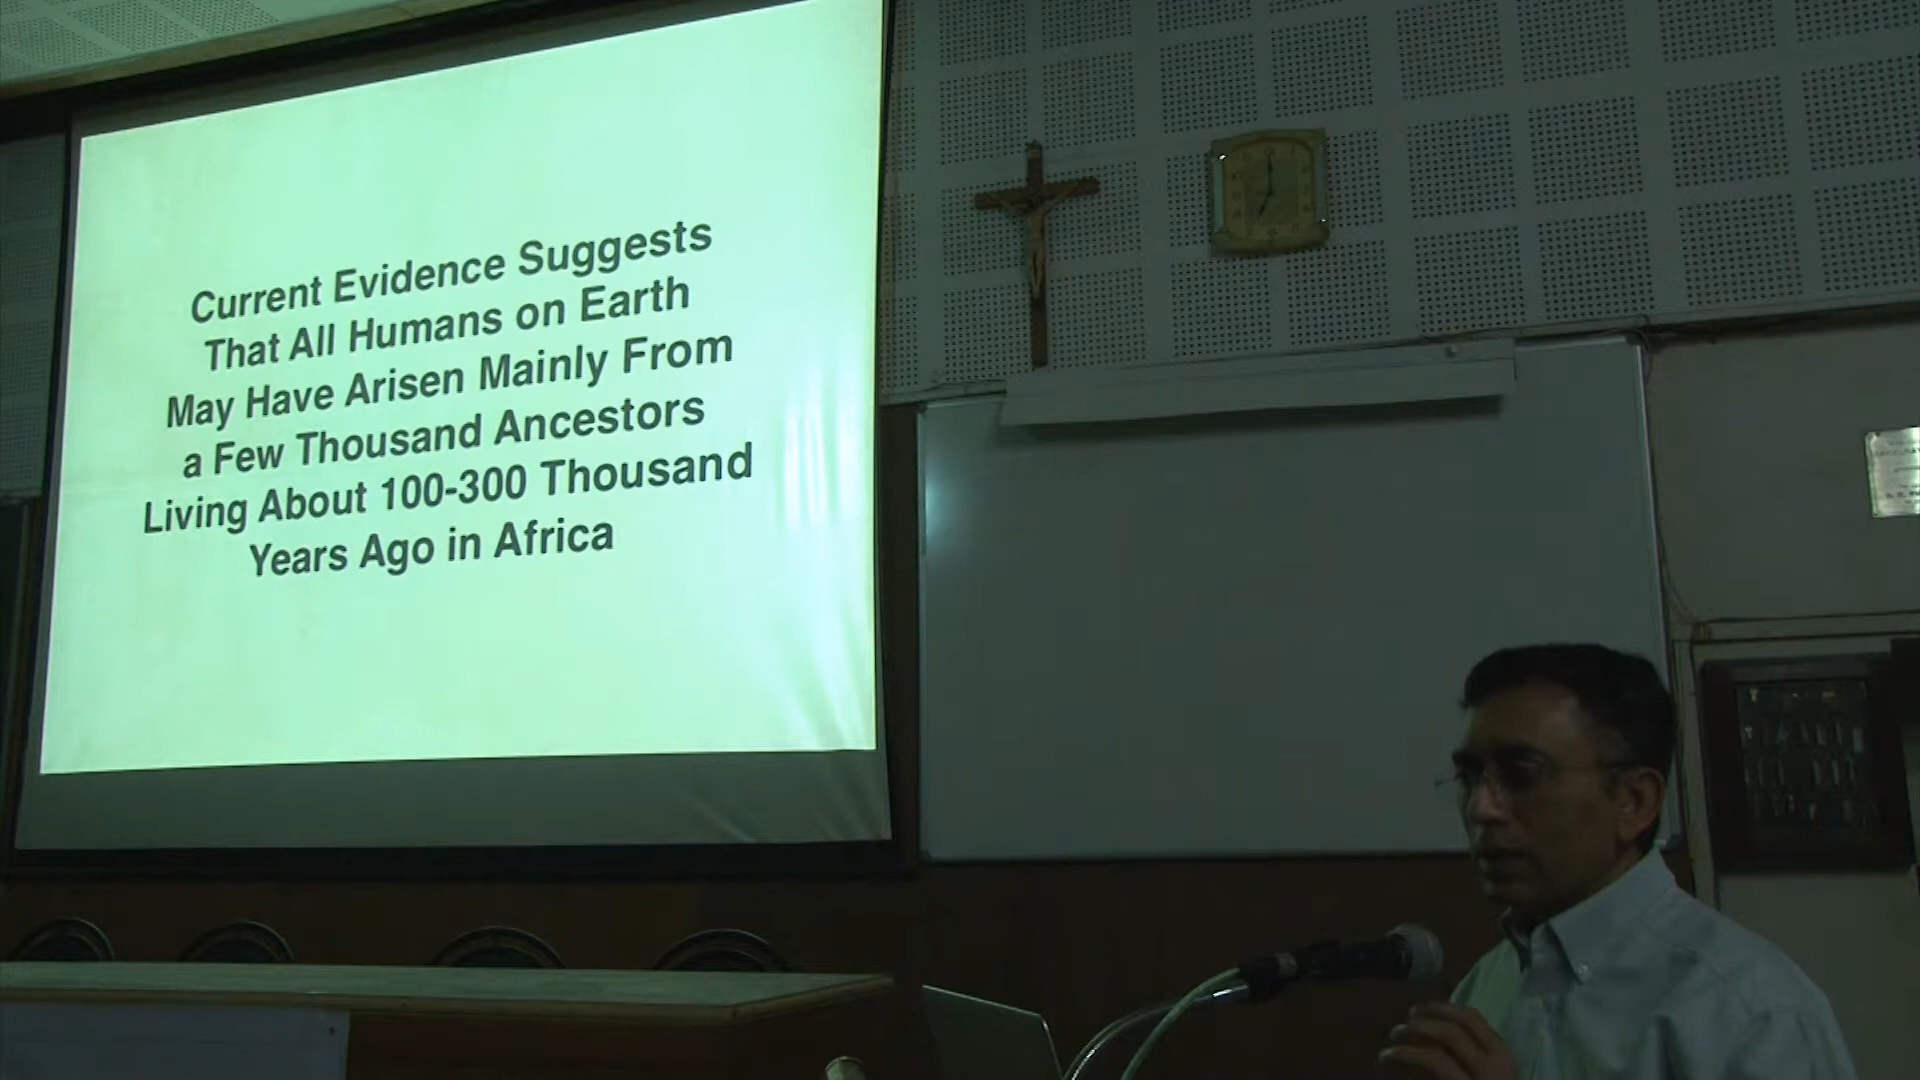 Current Evidence Suggests
That All Humans on Earth
May Have Arisen Mainly From
a Few Thousand Ancestors
Living About 100-300 Thousand
Years Ago in Africa